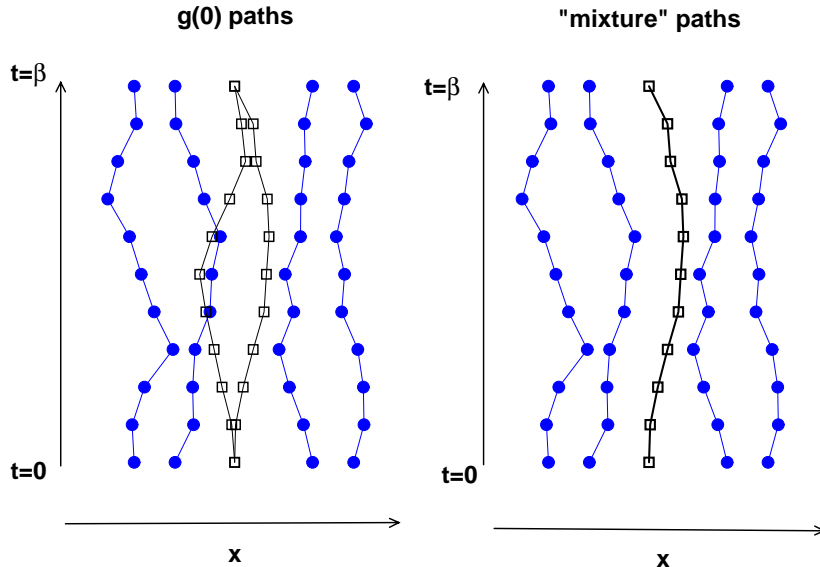 g(0) paths
"mixture" paths
t=β
t=β
t=0
t=0
x
x